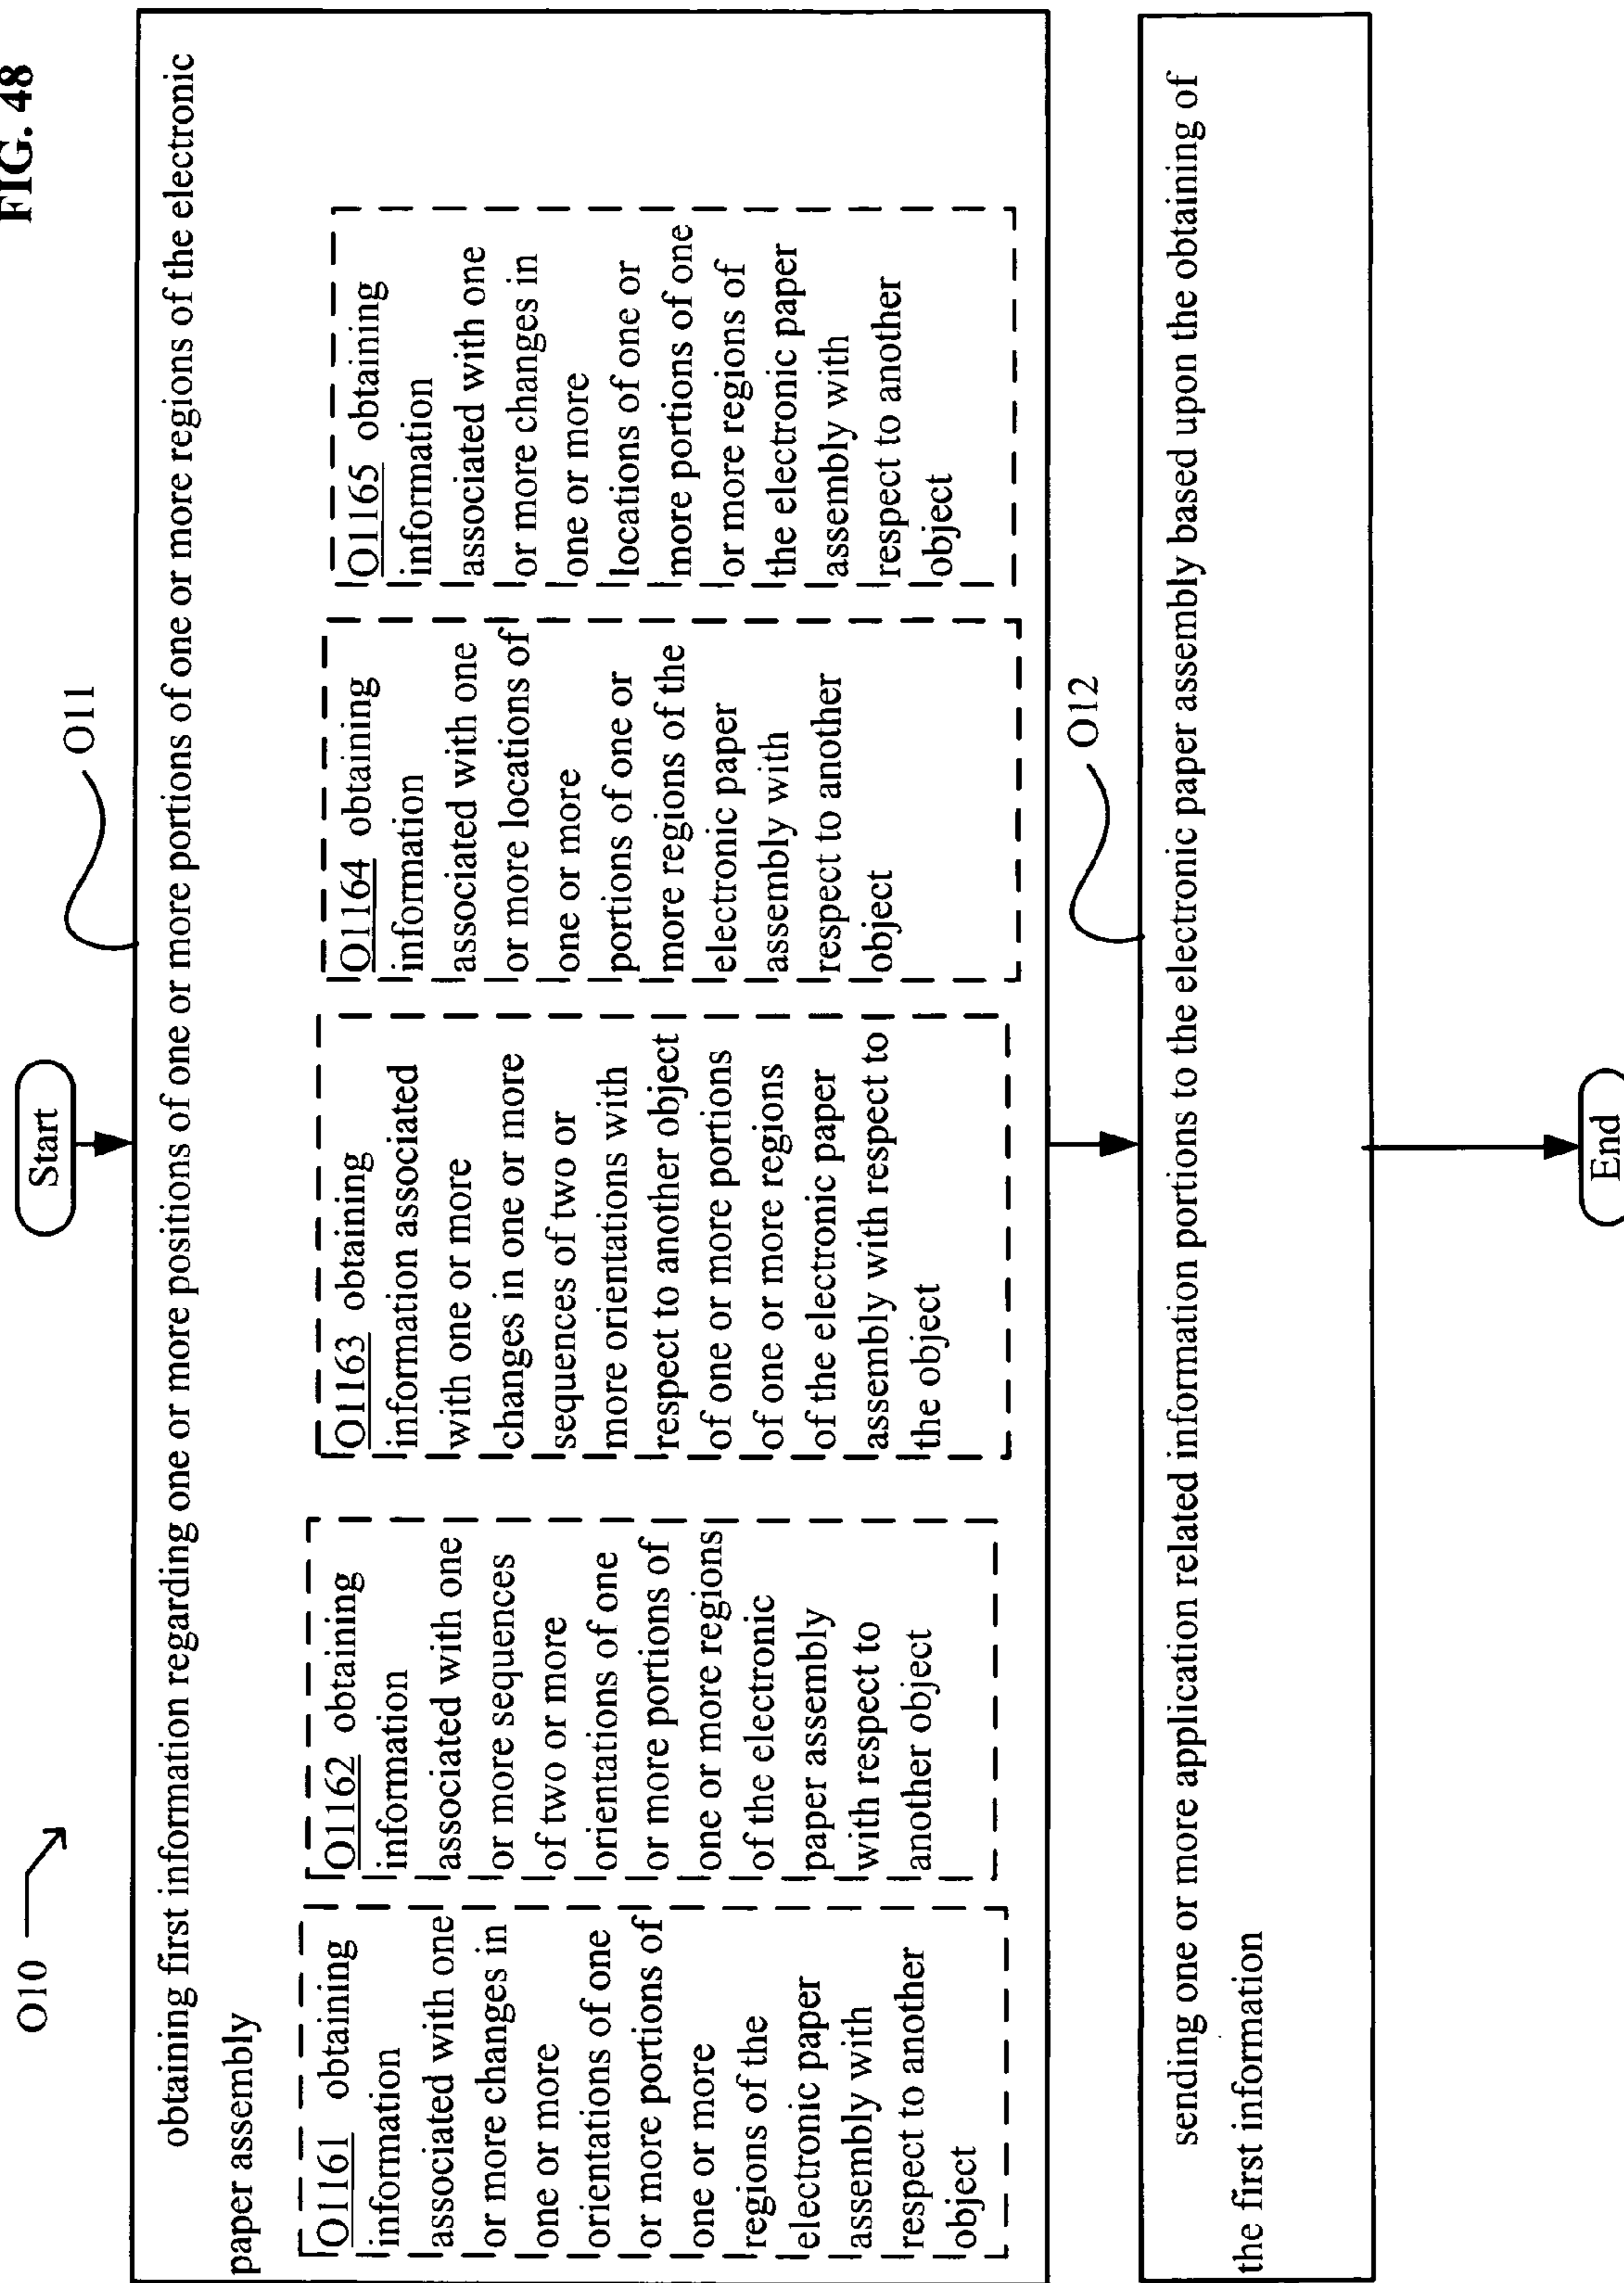 FIG. 48
O10
Start
O11
obtaining first information regarding one or more positions of one or more portions of one or more regions of the electronic
paper assembly
O1161 obtaining
information
associated with one
or more changes in
one or more
orientations of one
or more portions of
one or more
regions of the
electronic paper
assembly with
respect to another
object
O1162 obtaining
information
associated with one
or more sequences
of two or more
orientations of one
or more portions of
one or more regions
of the electronic
paper assembly
with respect to
another object
O1163 obtaining
information associated
with one or more
changes in one or more
sequences of two or
more orientations with
respect to another object
of one or more portions
of one or more regions
of the electronic paper
assembly with respect to
the object
O1164 obtaining
information
associated with one
or more locations of
one or more
portions of one or
more regions of the
electronic paper
assembly with
respect to another
object
O1165 obtaining
information
associated with one
or more changes in
one or more
locations of one or
more portions of one
or more regions of
the electronic paper
assembly with
respect to another
object
O12
sending one or more application related information portions to the electronic paper assembly based upon the obtaining of
the first information
End